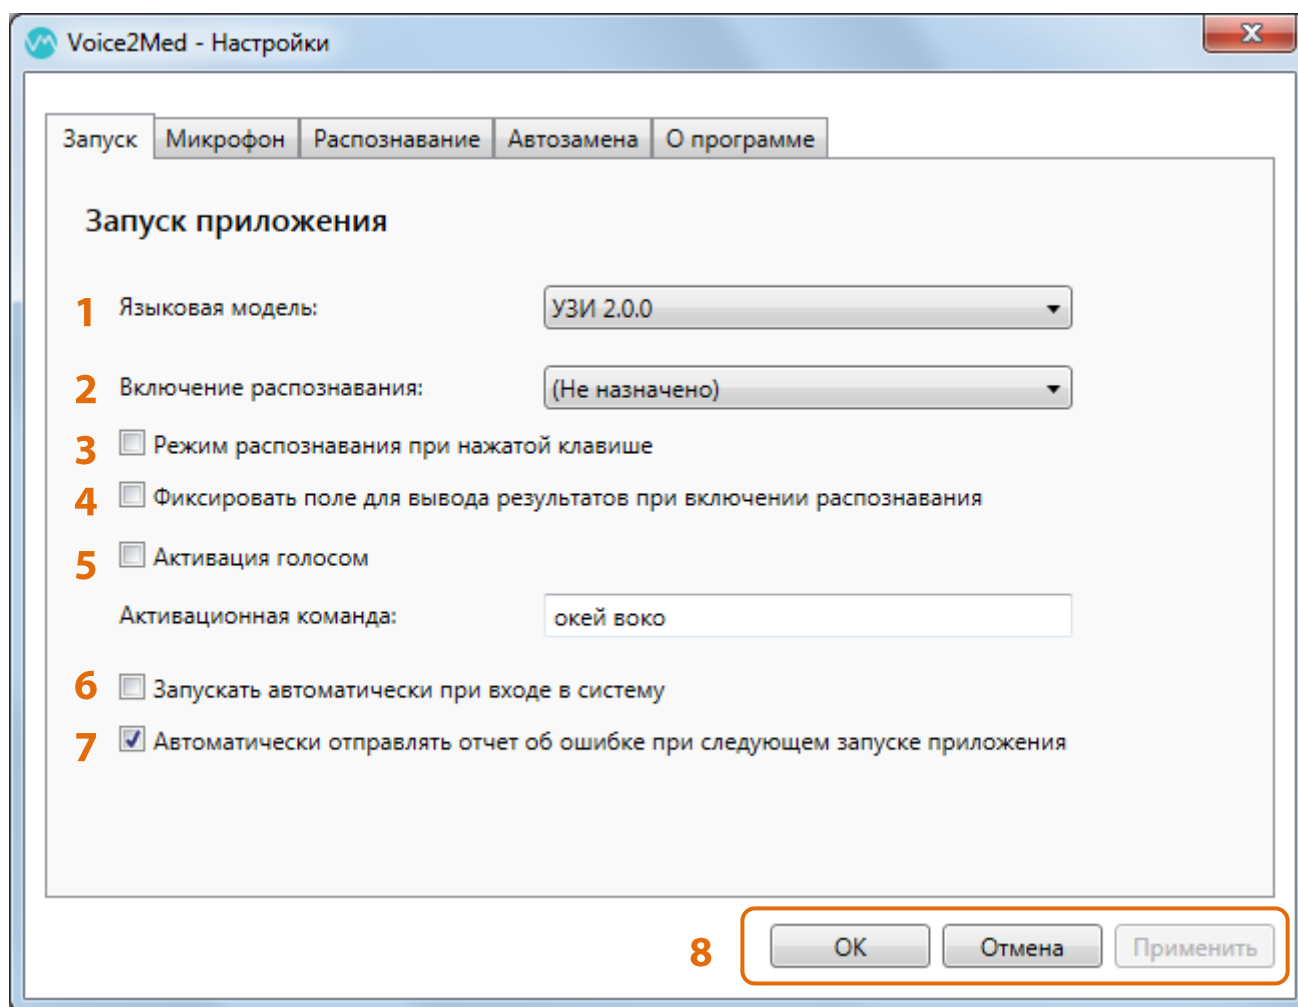 Voice2Med - Настройки
Запуск Микрофон Распознавание Автозамена О программе
Запуск приложения
1 Языковая модель: УЗИ 2.0.0
2 Включение распознавания: (Не назначено)
3 Режим распознавания при нажатой клавише
4 Фиксировать поле для вывода результатов при включении распознавания
5 Активация голосом
Активационная команда: окей воко
6 Запускать автоматически при входе в систему
7 Автоматически отправлять отчет об ошибке при следующем запуске приложения
8 ОК Отмена Применить